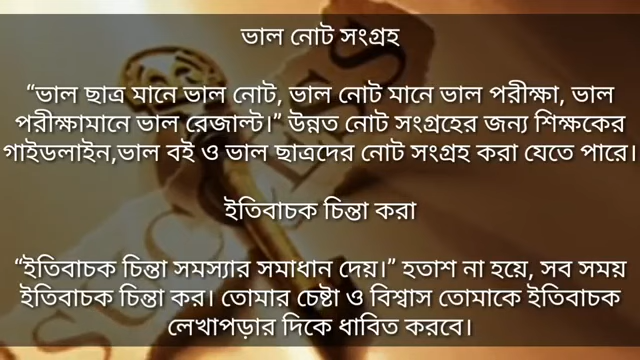 ভাল নোট সংগ্রহ
“ভাল ছাত্র মানে ভাল নোট, ভাল নোট মানে ভাল পরীক্ষা, ভাল
পরীক্ষামানে ভাল রেজাল্ট।” উন্নত নোট সংগ্রহের জন্য শিক্ষকের
গাইডলাইন,ভাল বই ও ভাল ছাত্রদের নোট সংগ্রহ করা যেতে পারে।
ইতিবাচক চিন্তা করা
“ইতিবাচক চিন্তা সমস্যার সমাধান দেয়।” হতাশ না হয়ে, সব সময়
ইতিবাচক চিন্তা কর। তোমার চেষ্টা ও বিশ্বাস তোমাকে ইতিবাচক
লেখাপড়ার দিকে ধাবিত করবে।